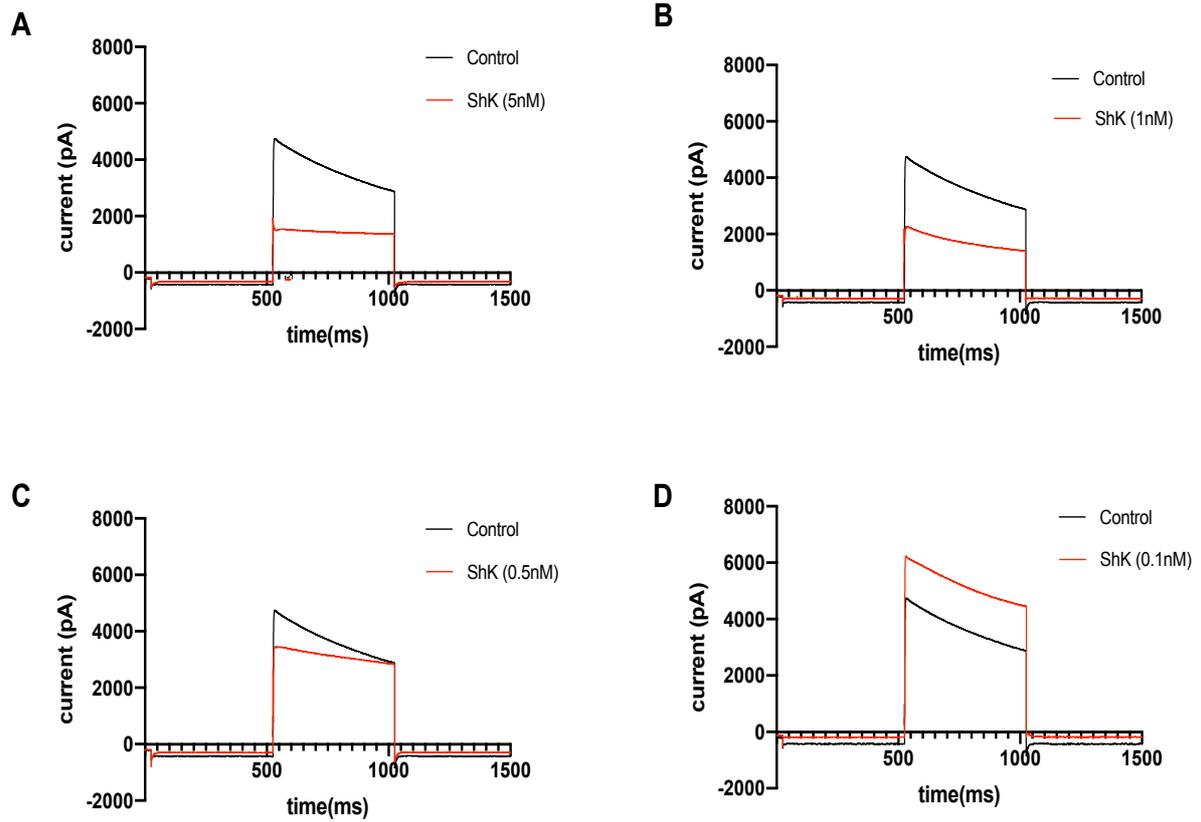 A
8000
6000
4000
2000
0
-2000
current (pA)
500
1000
1500
time(ms)
Control
ShK (5nM)
B
8000
6000
4000
2000
0
-2000
current (pA)
500
1000
1500
time(ms)
Control
ShK (1nM)
C
8000
6000
4000
2000
0
-2000
current (pA)
500
1000
1500
time(ms)
Control
ShK (0.5nM)
D
8000
6000
4000
2000
0
-2000
current (pA)
500
1000
1500
time(ms)
Control
ShK (0.1nM)